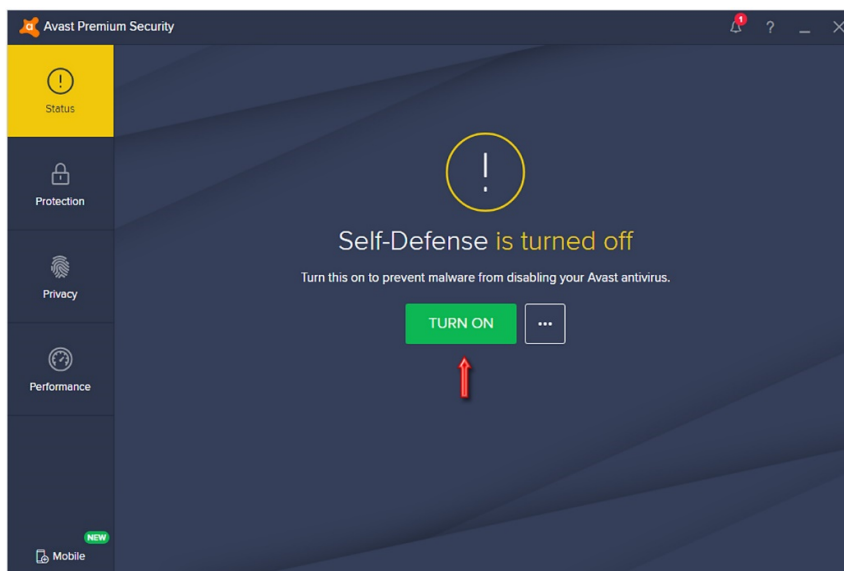 Avast Premium Security
1
?
Status
Protection
Privacy
Performance
NEW
Mobile
Self-Defense is turned off
Turn this on to prevent malware from disabling your Avast antivirus.
TURN ON
...